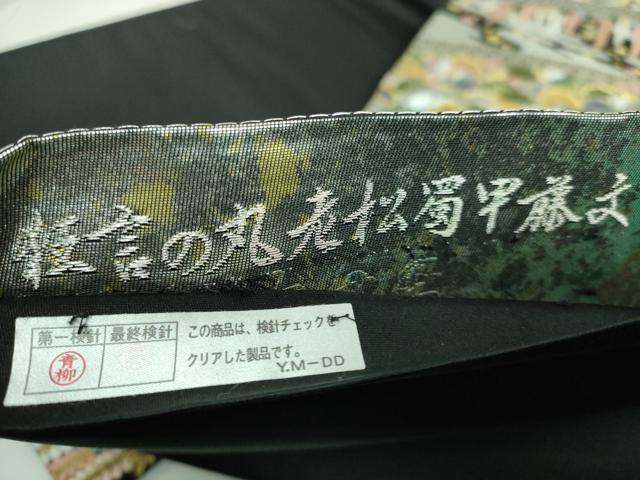 狂言の丸老松蜀甲藤文
第一検針 最終検針
青柳
この商品は、検針チェックを
クリアした製品です。
Y.M-DD